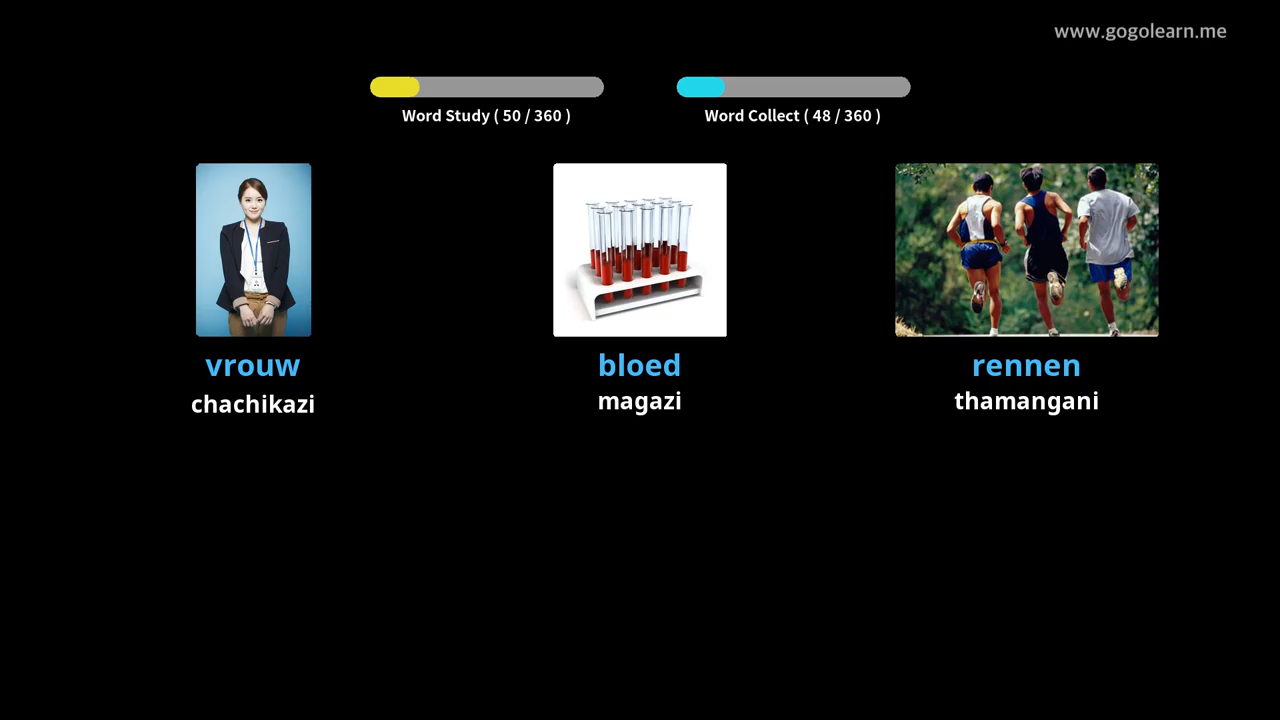 www.gogolearn.me
Word Study ( 50 / 360 )
Word Collect ( 48 / 360 )
vrouw
chachikazi
bloed
magazi
rennen
thamangani